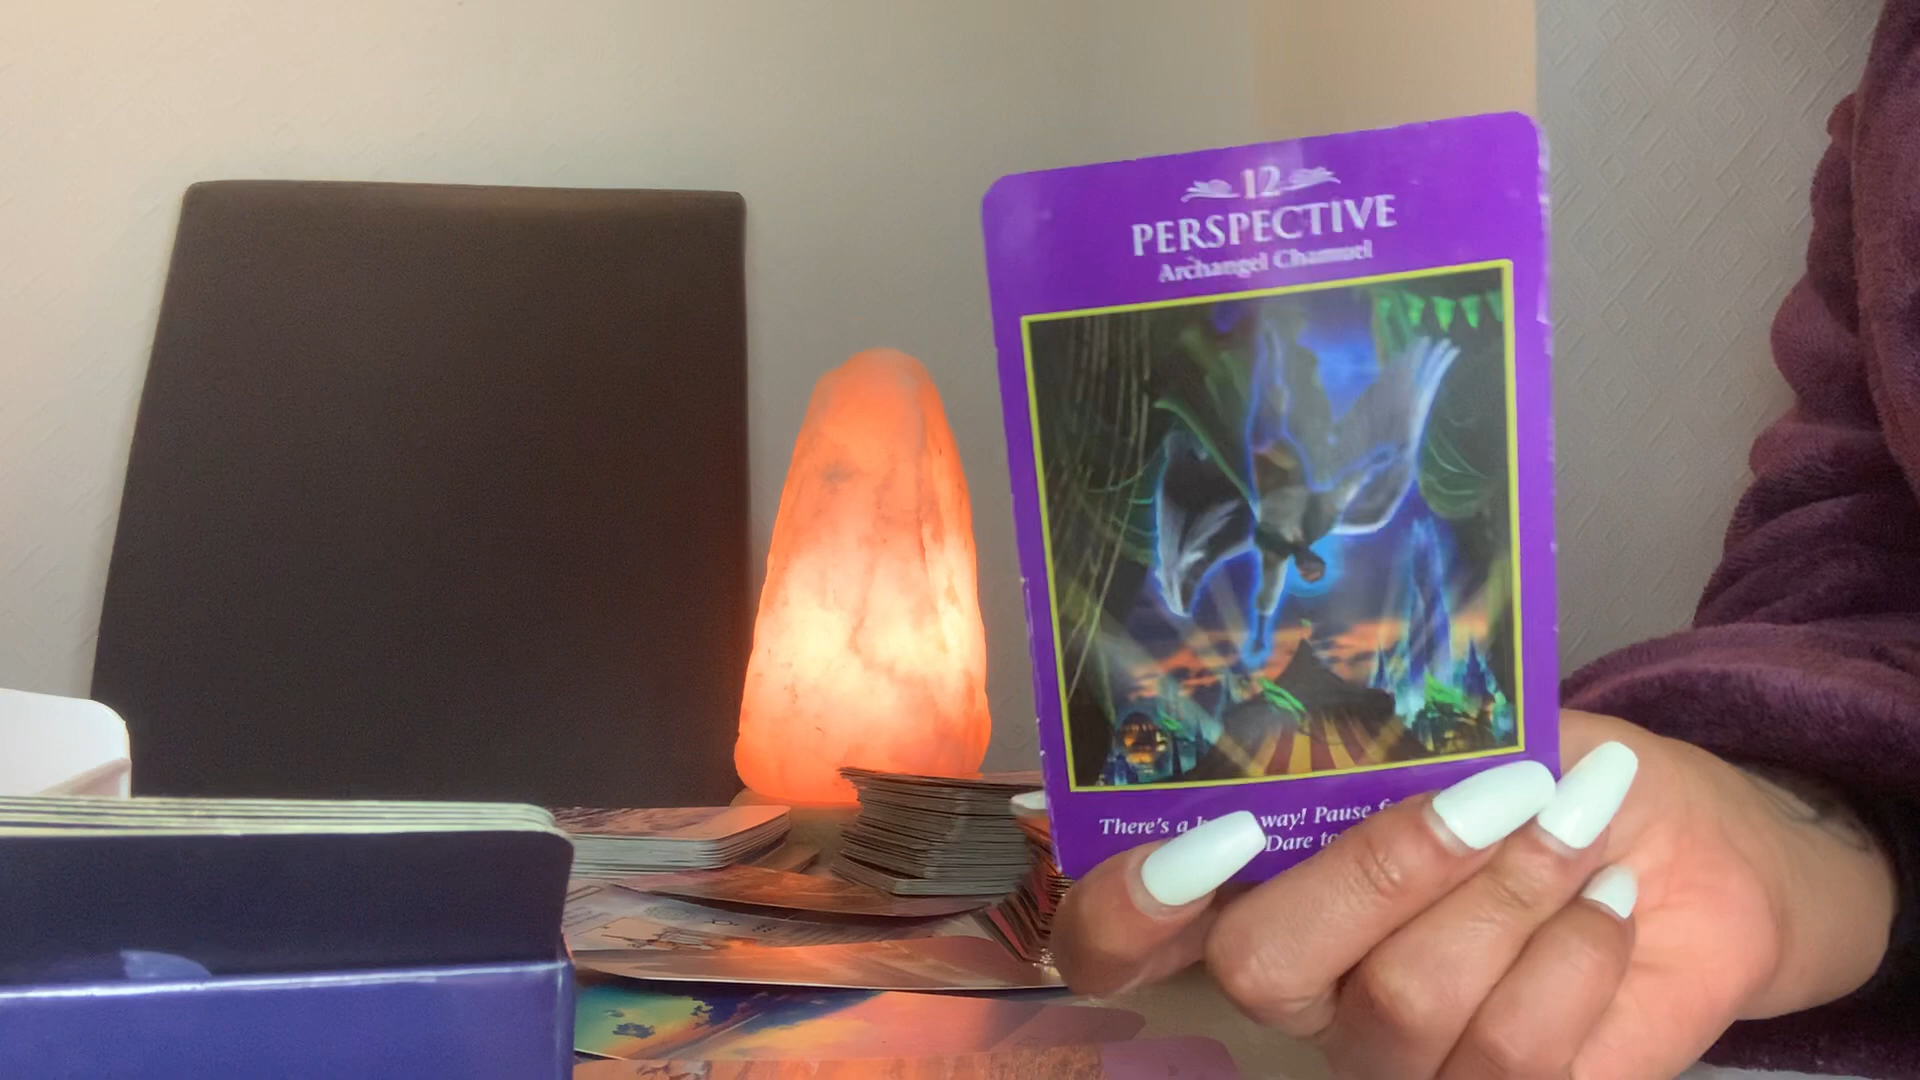 12
PERSPECTIVE
Archangel Chamuel
There's a way! Pause
Dare to